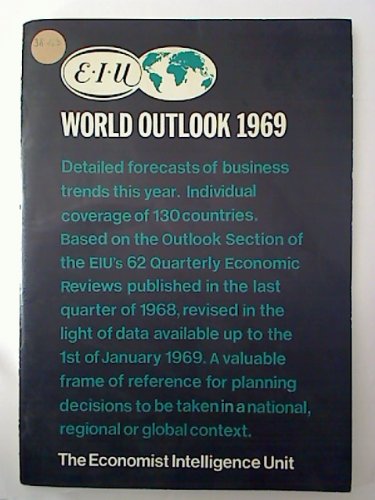 E·I·U
WORLD OUTLOOK 1969
Detailed forecasts of business
trends this year. Individual
coverage of 130 countries.
Based on the Outlook Section of
the EIU's 62 Quarterly Economic
Reviews published in the last
quarter of 1968, revised in the
light of data available up to the
1st of January 1969. A valuable
frame of reference for planning
decisions to be taken in a national,
regional or global context.
The Economist Intelligence Unit